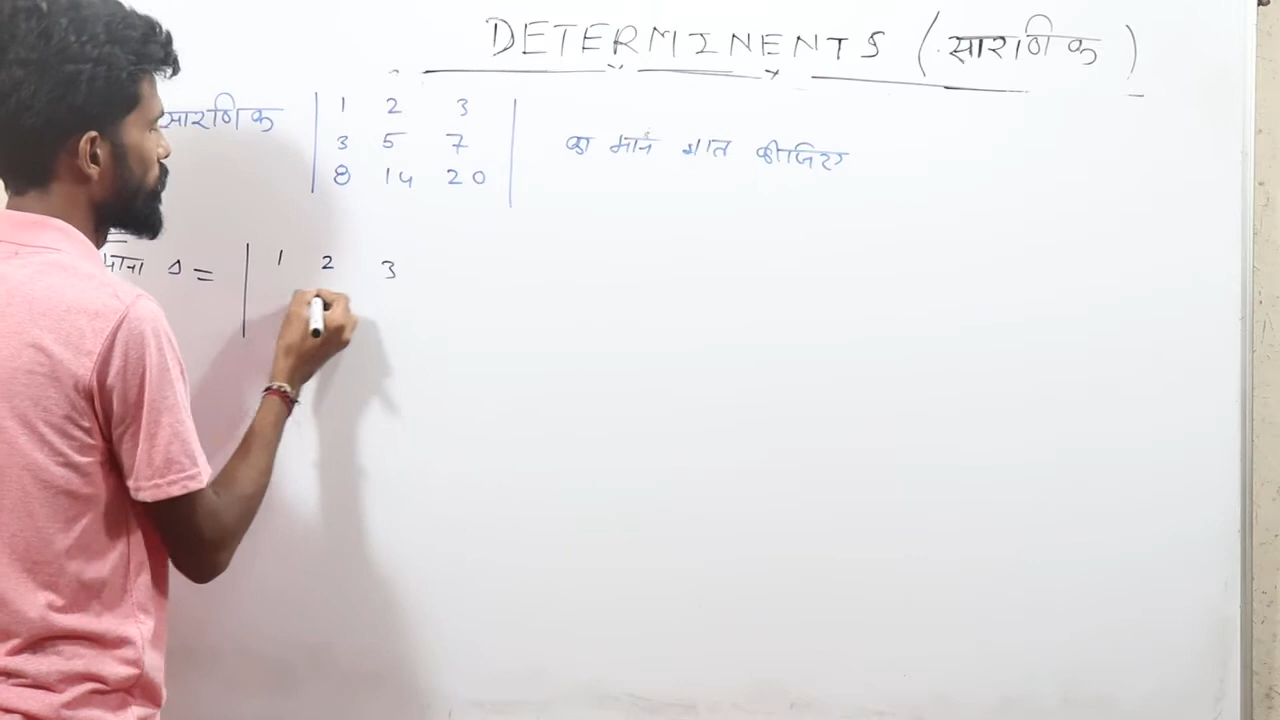 DETERMINENTS (सारणिक)
सारणिक | 1 2 3 | का मान ज्ञात कीजिए
| 3 5 7 |
| 8 14 20 |
माना Δ = | 1 2 3